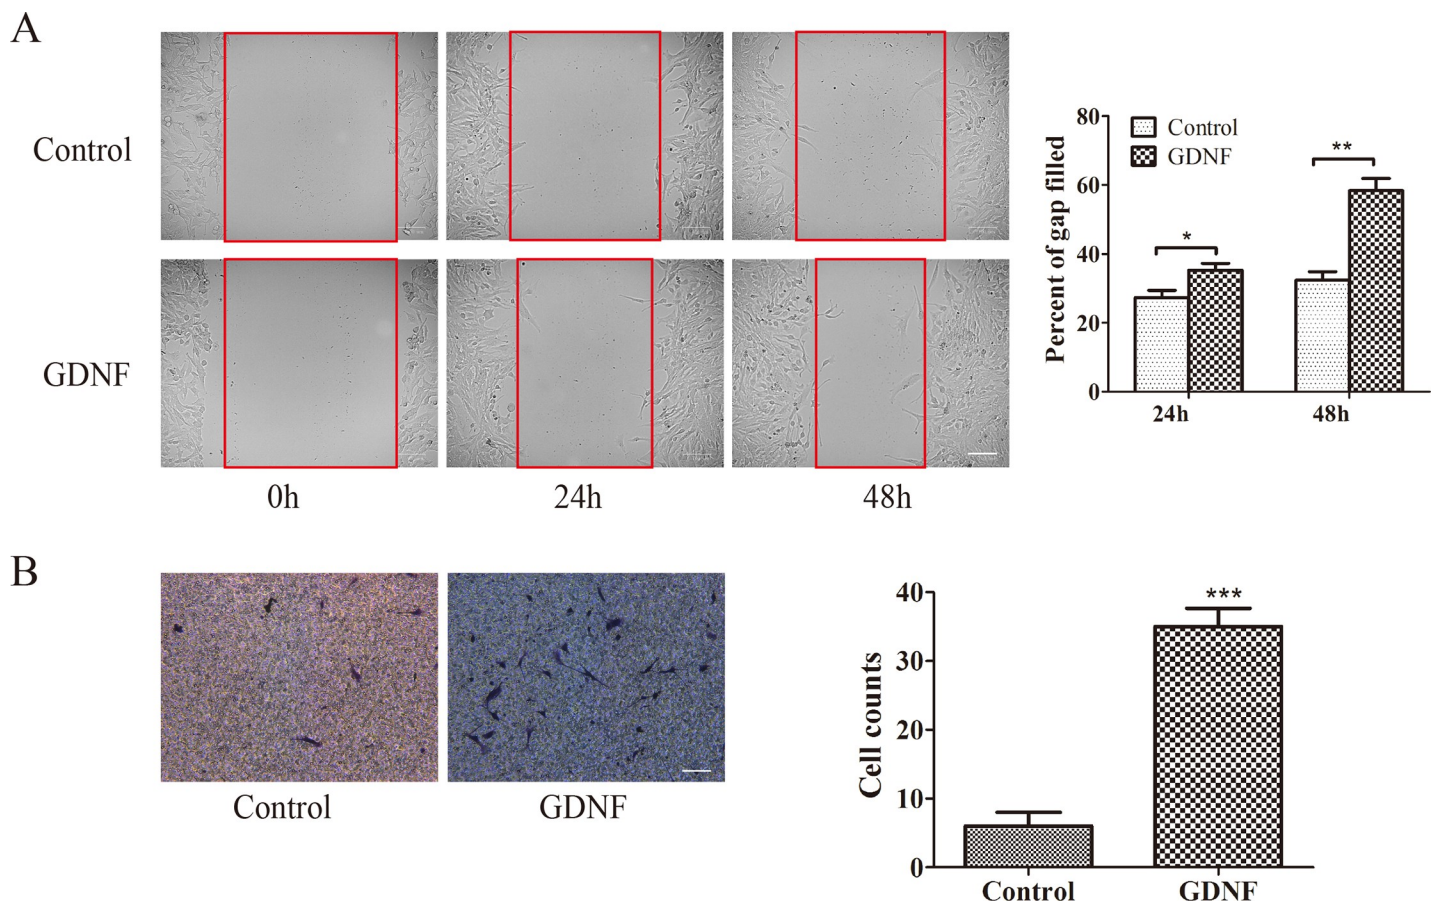 A
Control
GDNF
0h
24h
48h
Percent of gap filled
80
60
40
20
0
Control
GDNF
*
**
24h
48h
B
Control
GDNF
Cell counts
40
30
20
10
0
***
Control
GDNF